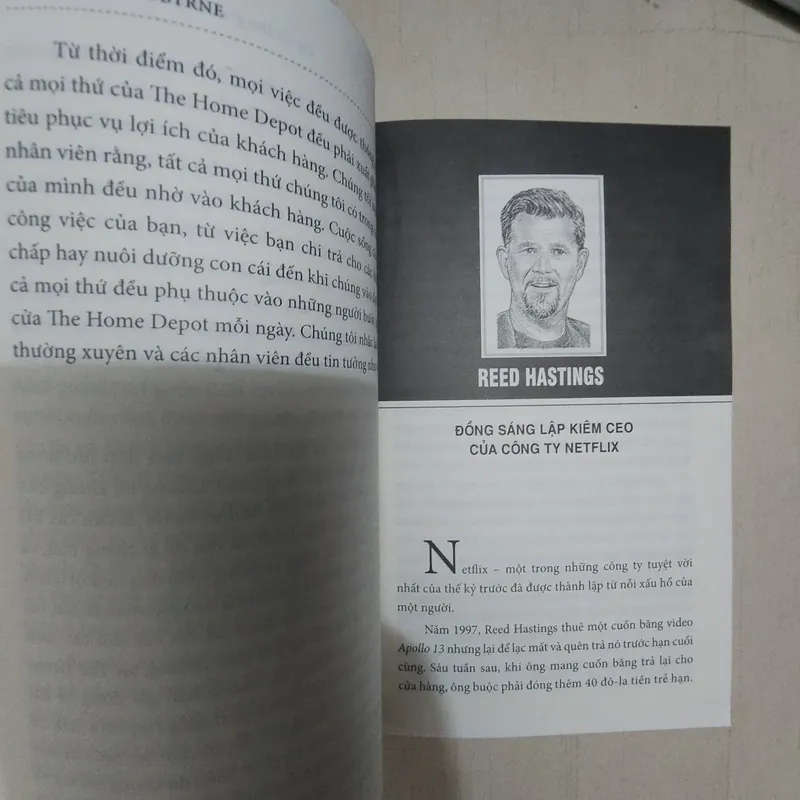 Từ thời điểm đó, mọi việc đều được
cả mọi thứ của The Home Depot đều phải xuất
tiêu phục vụ lợi ích của khách hàng. Chúng tôi
nhân viên rằng, tất cả mọi thứ chúng tôi có trong
của mình đều nhờ vào khách hàng. Cuộc sống
công việc của bạn, từ việc bạn chi trả cho các
chấp hay nuôi dưỡng con cái đến khi chúng vào
cả mọi thứ đều phụ thuộc vào những người bước
cửa The Home Depot mỗi ngày. Chúng tôi nhắc
thường xuyên và các nhân viên đều tin tưởng
REED HASTINGS
ĐỒNG SÁNG LẬP KIÊM CEO
CỦA CÔNG TY NETFLIX
Netflix – một trong những công ty tuyệt vời
nhất của thế kỷ trước đã được thành lập từ nỗi xấu hổ của
một người.
Năm 1997, Reed Hastings thuê một cuốn băng video
Apollo 13 nhưng lại để lạc mất và quên trả nó trước hạn cuối
cùng. Sáu tuần sau, khi ông mang cuốn băng trả lại cho
cửa hàng, ông buộc phải đóng thêm 40 đô-la tiền trễ hạn.